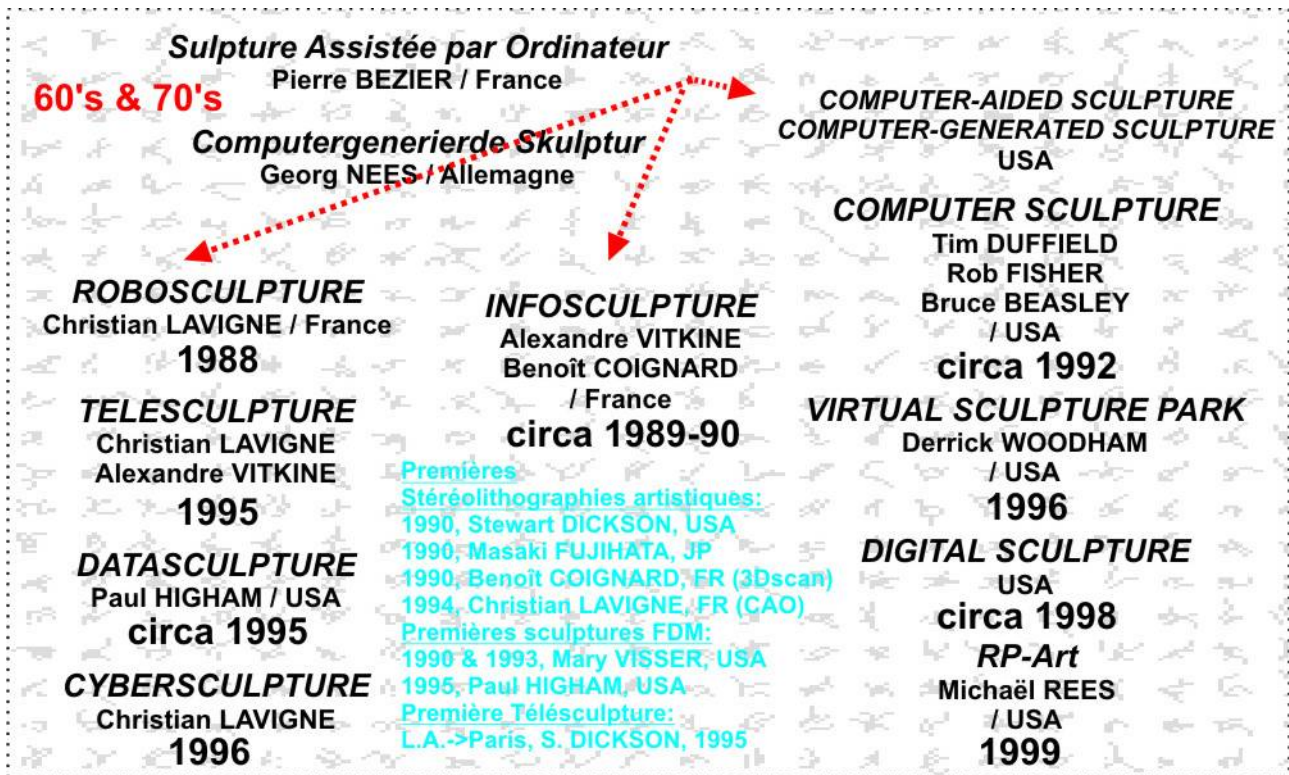 Sulpture Assistée par Ordinateur
Pierre BEZIER / France
60's & 70's
Computergenerierde Skulptur
Georg NEES / Allemagne
COMPUTER-AIDED SCULPTURE
COMPUTER-GENERATED SCULPTURE
USA
ROBOSCULPTURE
Christian LAVIGNE / France
1988
TELESCULPTURE
Christian LAVIGNE
Alexandre VITKINE
1995
DATASCULPTURE
Paul HIGHAM / USA
circa 1995
CYBERSCULPTURE
Christian LAVIGNE
1996
INFOSCULPTURE
Alexandre VITKINE
Benoît COIGNARD
/ France
circa 1989-90
Premières
Stéréolithographies artistiques:
1990, Stewart DICKSON, USA
1990, Masaki FUJIHATA, JP
1990, Benoît COIGNARD, FR (3Dscan)
1994, Christian LAVIGNE, FR (CAO)
Premières sculptures FDM:
1990 & 1993, Mary VISSER, USA
1995, Paul HIGHAM, USA
Première Télésculpture:
L.A.->Paris, S. DICKSON, 1995
COMPUTER SCULPTURE
Tim DUFFIELD
Rob FISHER
Bruce BEASLEY
/ USA
circa 1992
VIRTUAL SCULPTURE PARK
Derrick WOODHAM
/ USA
1996
DIGITAL SCULPTURE
USA
circa 1998
RP-Art
Michaël REES
/ USA
1999